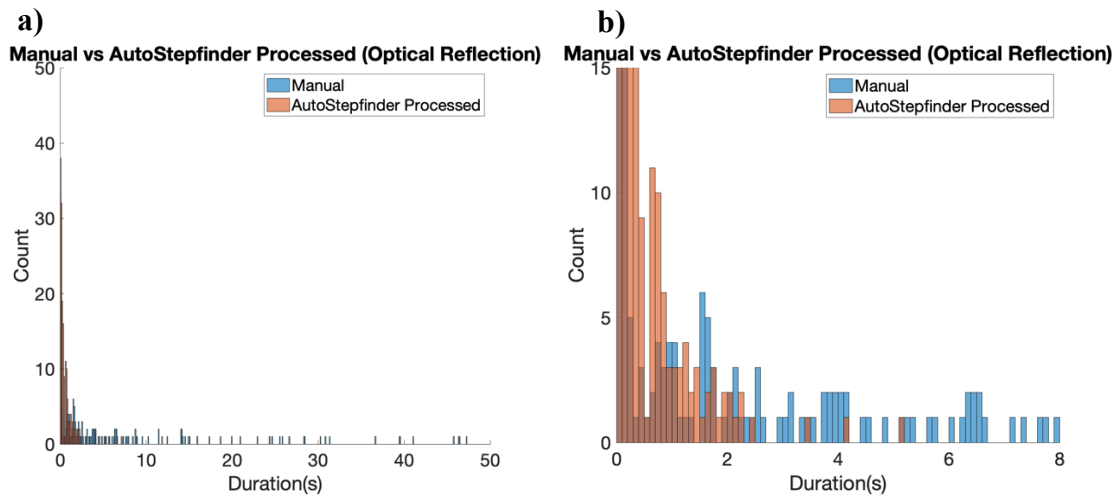 a)
Manual vs AutoStepfinder Processed (Optical Reflection)
50
40
30
20
10
0
Count
Manual
AutoStepfinder Processed
0 10 20 30 40 50
Duration(s)
b)
Manual vs AutoStepfinder Processed (Optical Reflection)
15
10
5
0
Count
Manual
AutoStepfinder Processed
0 2 4 6 8
Duration(s)